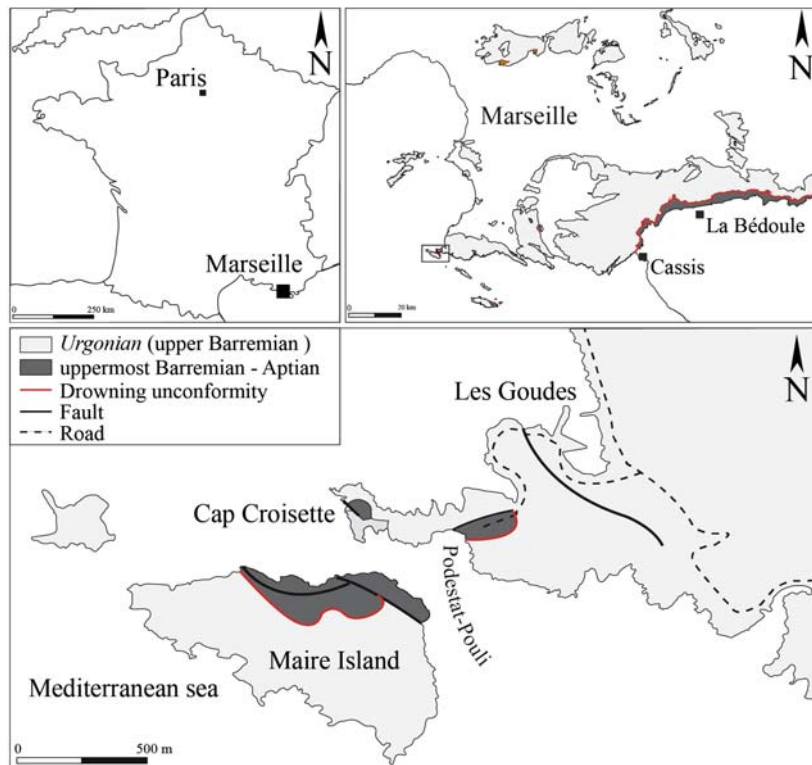 N
Paris
Marseille
0 250 km
N
Marseille
La Bédoule
Cassis
0 20 km
Urgonian (upper Barremian )
uppermost Barremian - Aptian
Drowning unconformity
Fault
Road
N
Les Goudes
Cap Croisette
Podestat-Pouli
Maire Island
Mediterranean sea
0 500 m